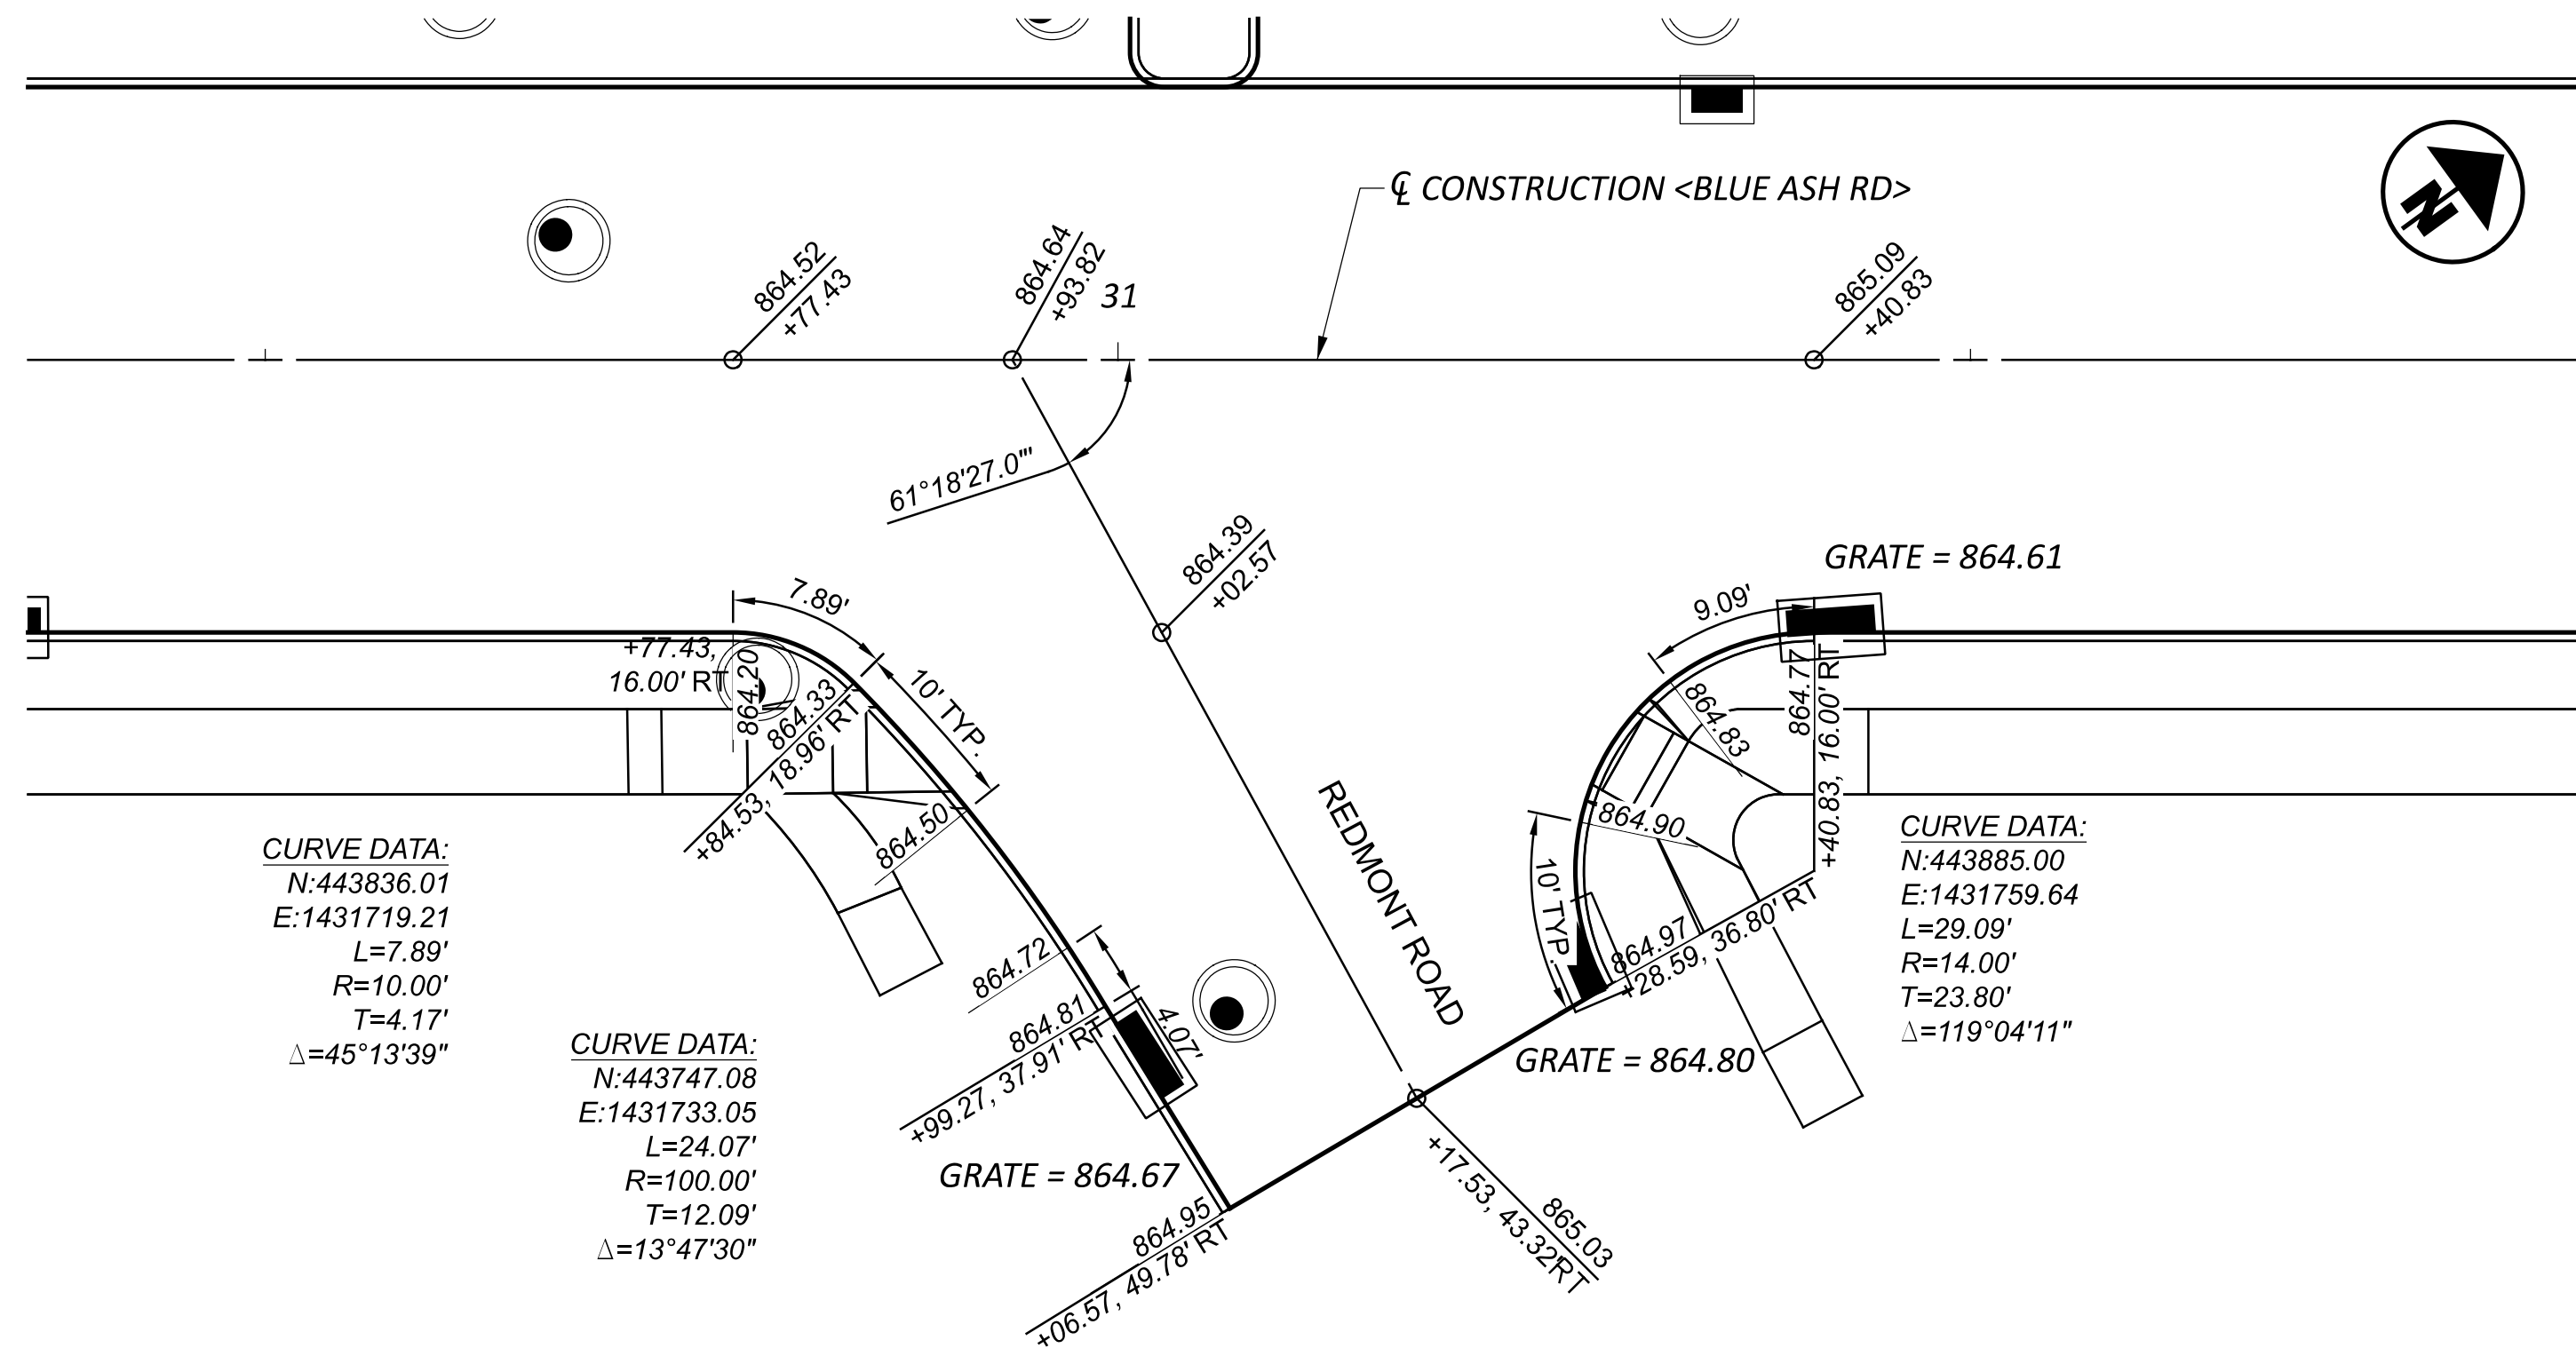 ℄ CONSTRUCTION <BLUE ASH RD>
N
864.52
+77.43
864.64
+93.82
31
865.09
+40.83
61°18'27.0'"
864.39
+02.57
GRATE = 864.61
7.89'
9.09'
+77.43,
16.00' RT
864.20
864.33
+84.53, 18.96' RT
10' TYP.
864.83
864.77
+40.83, 16.00' RT
REDMONT ROAD
864.50
864.90
10' TYP.
CURVE DATA:
N:443836.01
E:1431719.21
L=7.89'
R=10.00'
T=4.17'
Δ=45°13'39"
CURVE DATA:
N:443885.00
E:1431759.64
L=29.09'
R=14.00'
T=23.80'
Δ=119°04'11"
864.72
864.97
+28.59, 36.80' RT
CURVE DATA:
N:443747.08
E:1431733.05
L=24.07'
R=100.00'
T=12.09'
Δ=13°47'30"
864.81
+99.27, 37.91' RT
4.07'
GRATE = 864.80
GRATE = 864.67
864.95
+06.57, 49.78' RT
865.03
+17.53, 43.32'RT